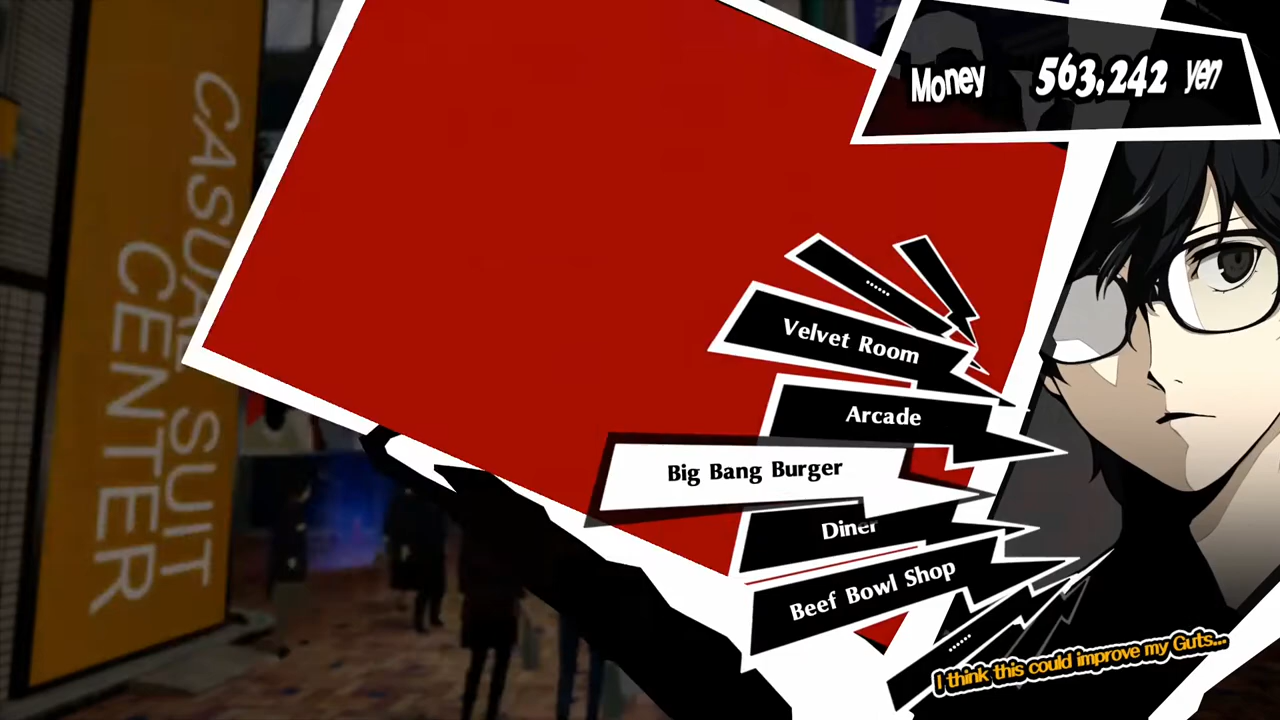 CASUAL SUIT
CENTER
Money 563,242 yen
......
Velvet Room
Arcade
Big Bang Burger
Diner
Beef Bowl Shop
......
I think this could improve my Guts...